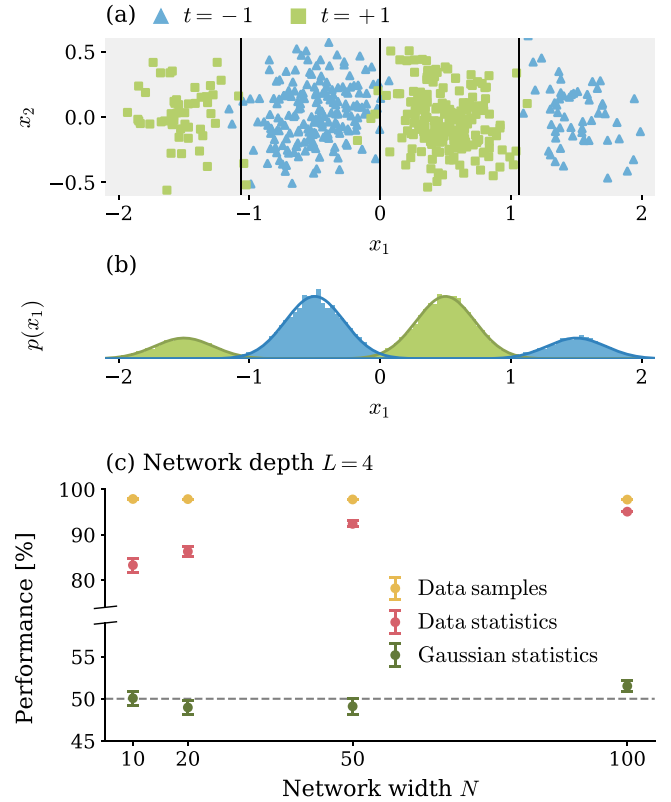 (a) t = −1 t = +1
0.5
0.0
−0.5
x₂
−2 −1 0 1 2
x₁
(b)
p(x₁)
−2 −1 0 1 2
x₁
(c) Network depth L = 4
100
90
80
55
50
45
Performance [%]
Data samples
Data statistics
Gaussian statistics
10 20 50 100
Network width N